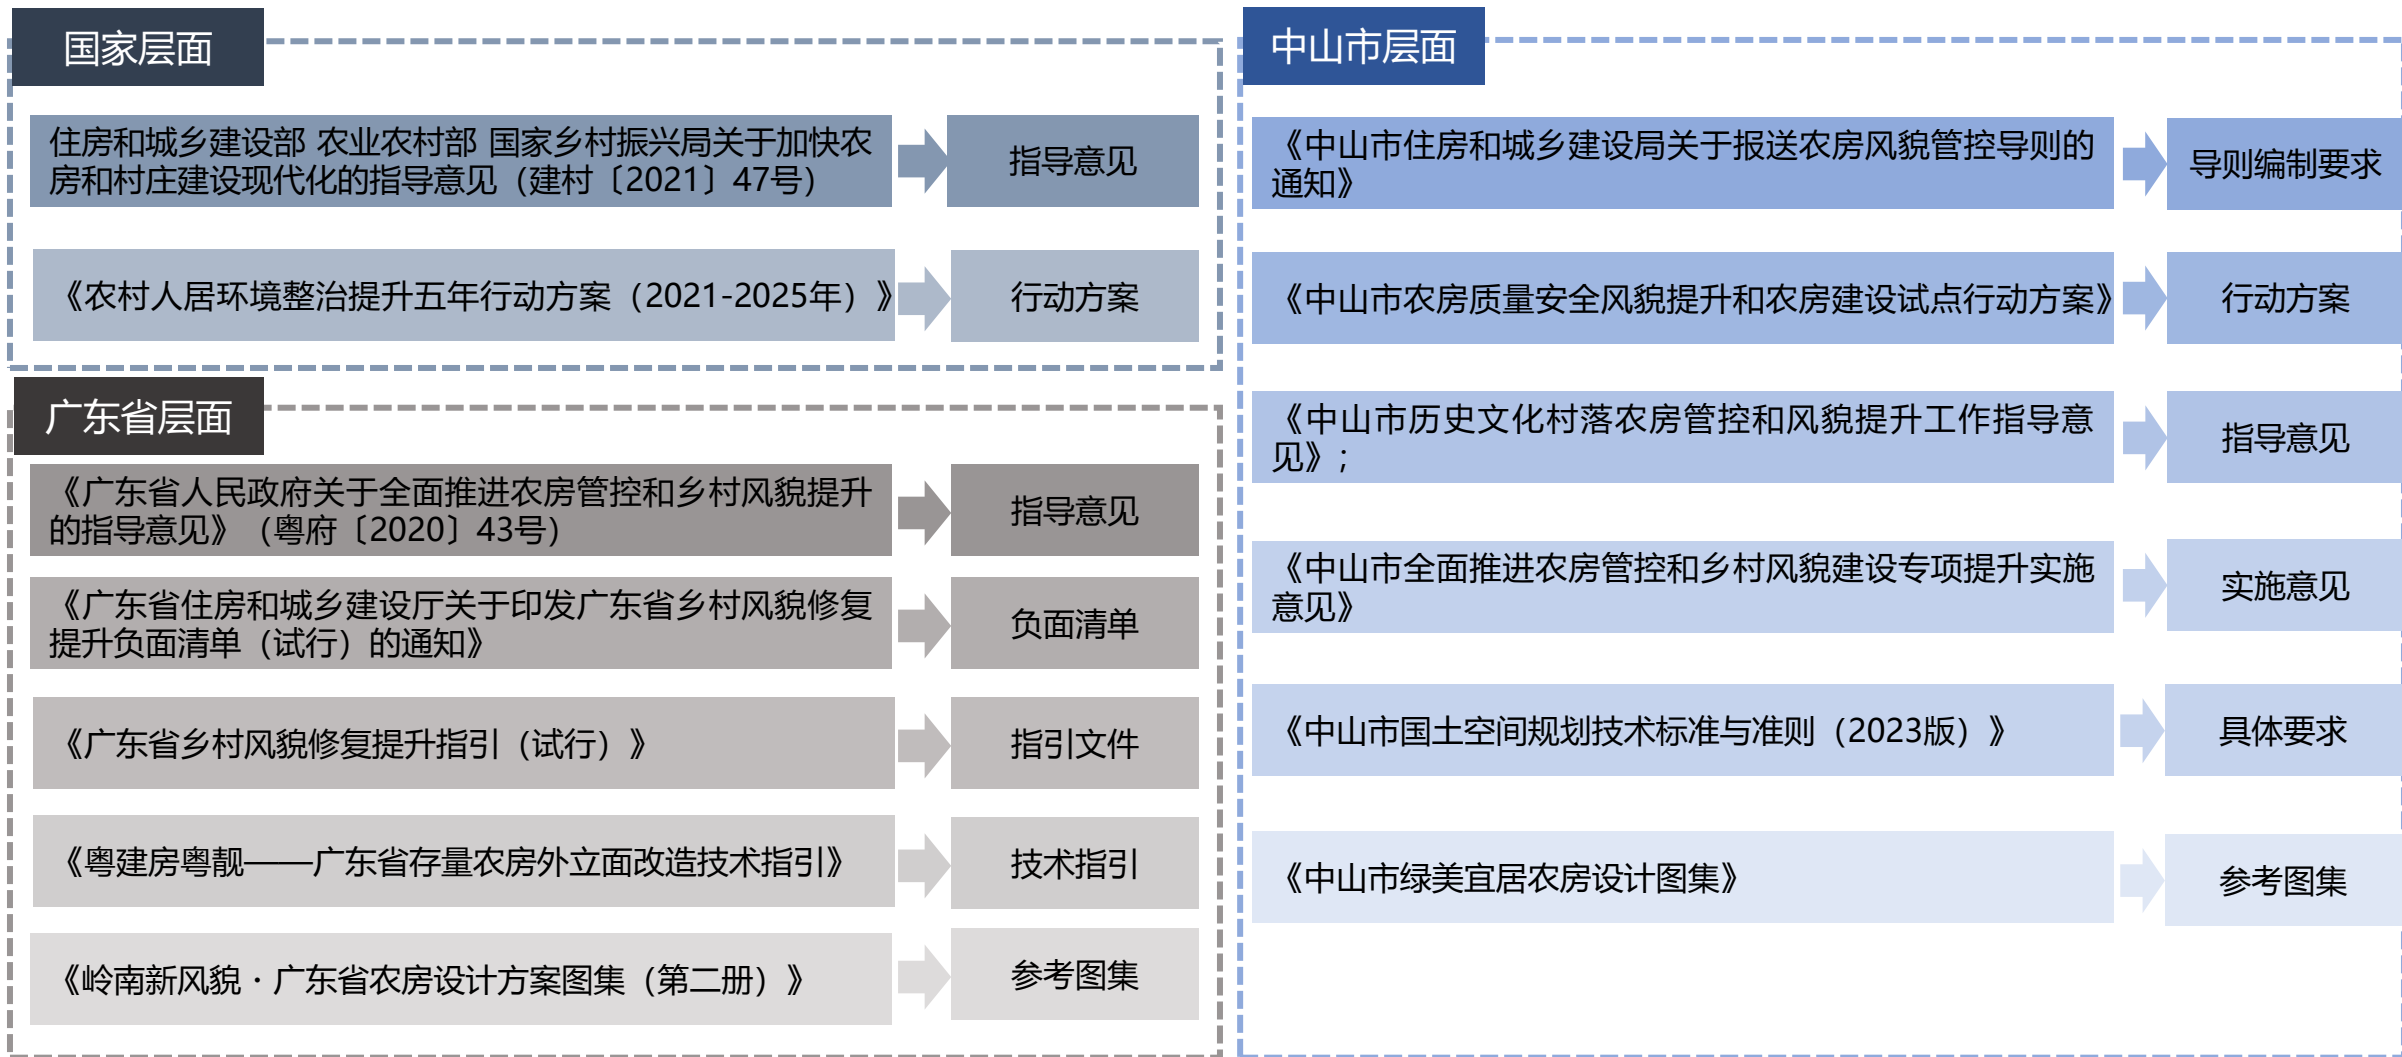 国家层面
住房和城乡建设部 农业农村部 国家乡村振兴局关于加快农
房和村庄建设现代化的指导意见（建村〔2021〕47号）
指导意见
《农村人居环境整治提升五年行动方案（2021-2025年）》
行动方案
广东省层面
《广东省人民政府关于全面推进农房管控和乡村风貌提升
的指导意见》（粤府〔2020〕43号）
指导意见
《广东省住房和城乡建设厅关于印发广东省乡村风貌修复
提升负面清单（试行）的通知》
负面清单
《广东省乡村风貌修复提升指引（试行）》
指引文件
《粤建房粤靓——广东省存量农房外立面改造技术指引》
技术指引
《岭南新风貌·广东省农房设计方案图集（第二册）》
参考图集
中山市层面
《中山市住房和城乡建设局关于报送农房风貌管控导则的
通知》
导则编制要求
《中山市农房质量安全风貌提升和农房建设试点行动方案》
行动方案
《中山市历史文化村落农房管控和风貌提升工作指导意
见》；
指导意见
《中山市全面推进农房管控和乡村风貌建设专项提升实施
意见》
实施意见
《中山市国土空间规划技术标准与准则（2023版）》
具体要求
《中山市绿美宜居农房设计图集》
参考图集